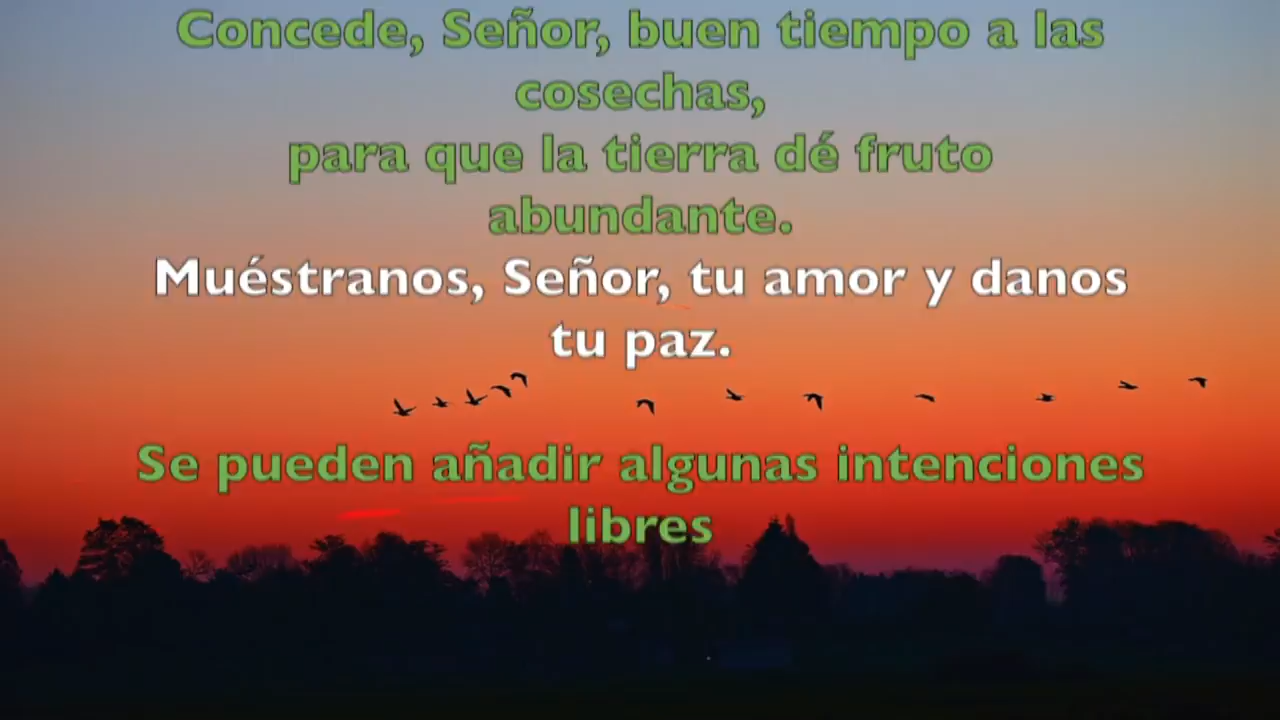 Concede, Señor, buen tiempo a las
cosechas,
para que la tierra dé fruto
abundante.
Muéstranos, Señor, tu amor y danos
tu paz.
Se pueden añadir algunas intenciones
libres